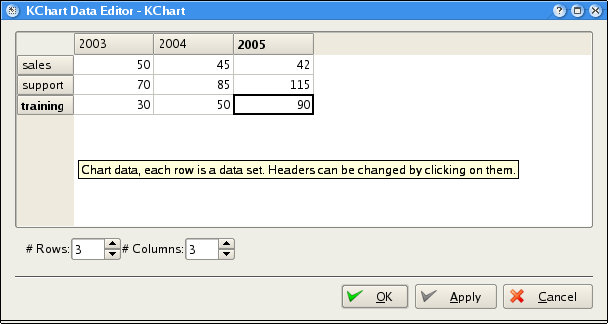 KChart Data Editor - KChart
2003 2004 2005
sales 50 45 42
support 70 85 115
training 30 50 90
Chart data, each row is a data set. Headers can be changed by clicking on them.
# Rows: 3 # Columns: 3
OK Apply Cancel